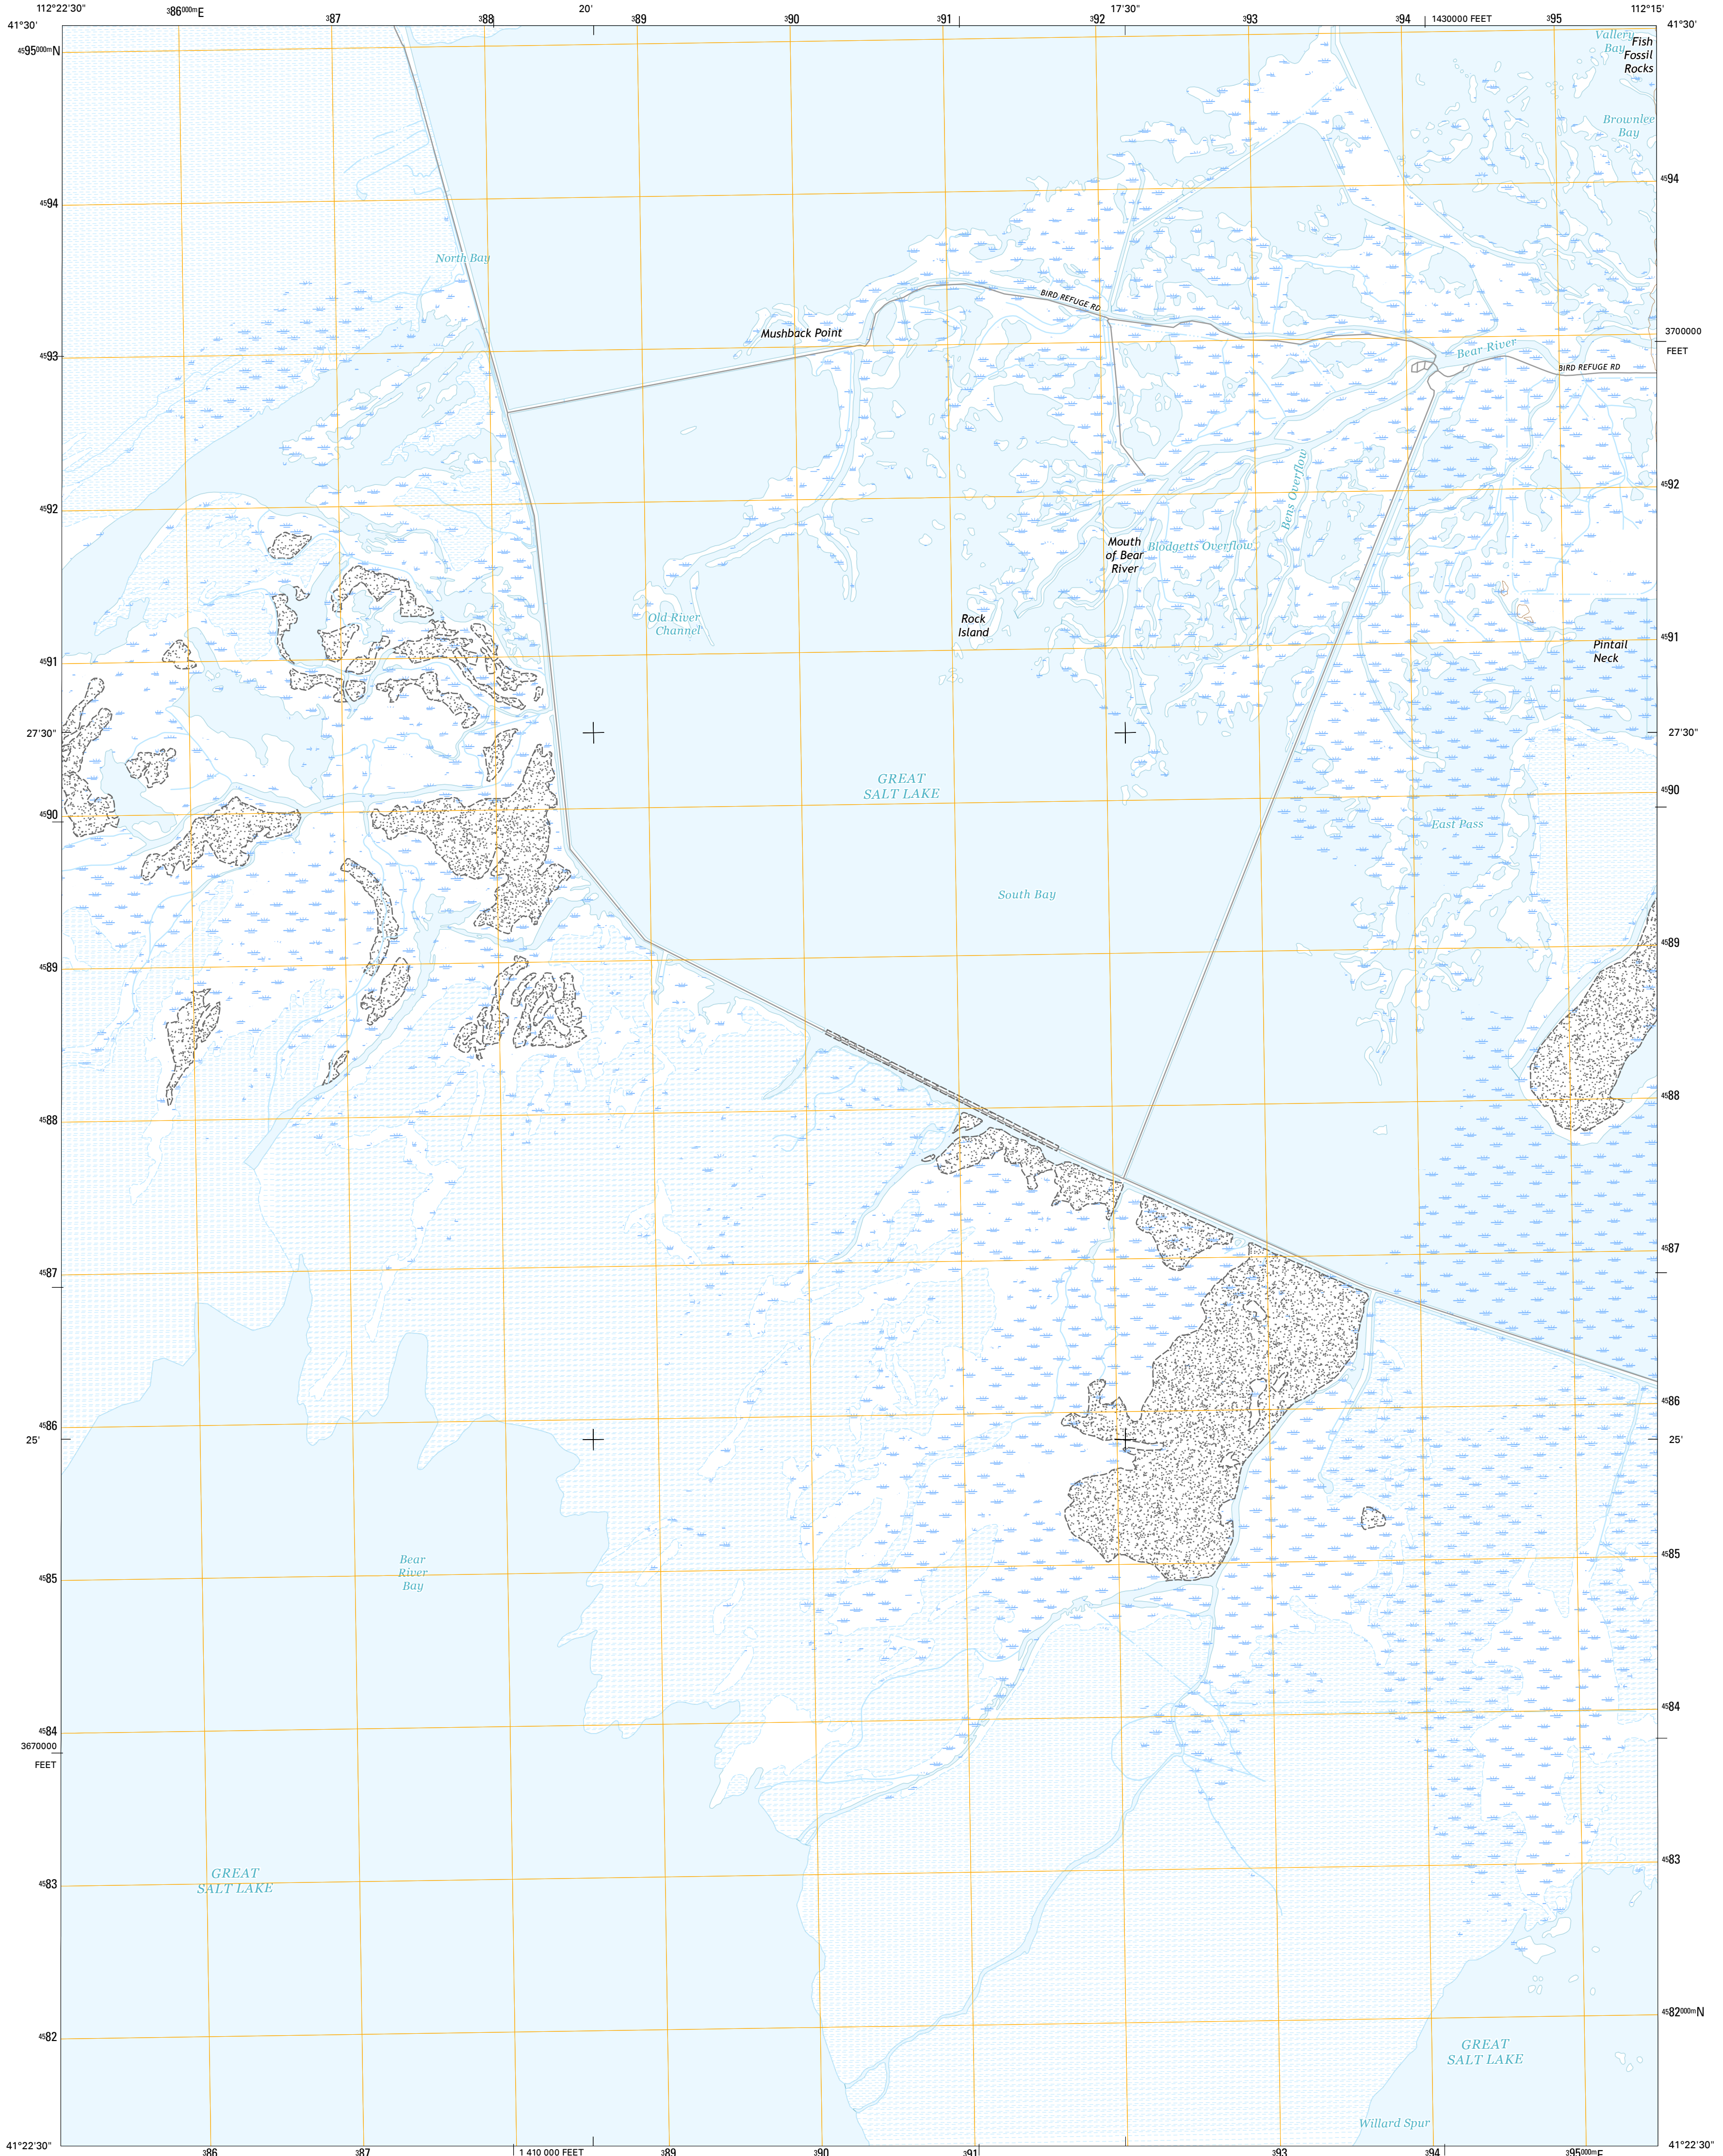 112°22'30"
386000mE
387
388
20'
389
390
391
392
17'30"
393
394
1430000 FEET
395
112°15'
41°30'
41°30'
4595000mN
Vallery
Bay
Fish
Fossil
Rocks
Brownlee
Bay
4594
4594
North Bay
BIRD REFUGE RD
Mushback Point
3700000
FEET
Bear River
4593
BIRD REFUGE RD
Bens Overflow
4592
4592
Mouth
of Bear
River
Blodgetts Overflow
Old River
Channel
Rock
Island
4591
4591
Pintail
Neck
27'30"
27'30"
GREAT
SALT LAKE
4590
4590
East Pass
South Bay
4589
4589
4588
4588
4587
4587
4586
4586
25'
25'
Bear
River
Bay
4585
4585
4584
4584
3670000
FEET
4583
4583
GREAT
SALT LAKE
4582000mN
4582
GREAT
SALT LAKE
Willard Spur
41°22'30"
41°22'30"
386
387
1 410 000 FEET
389
390
391
393
394
395000mE